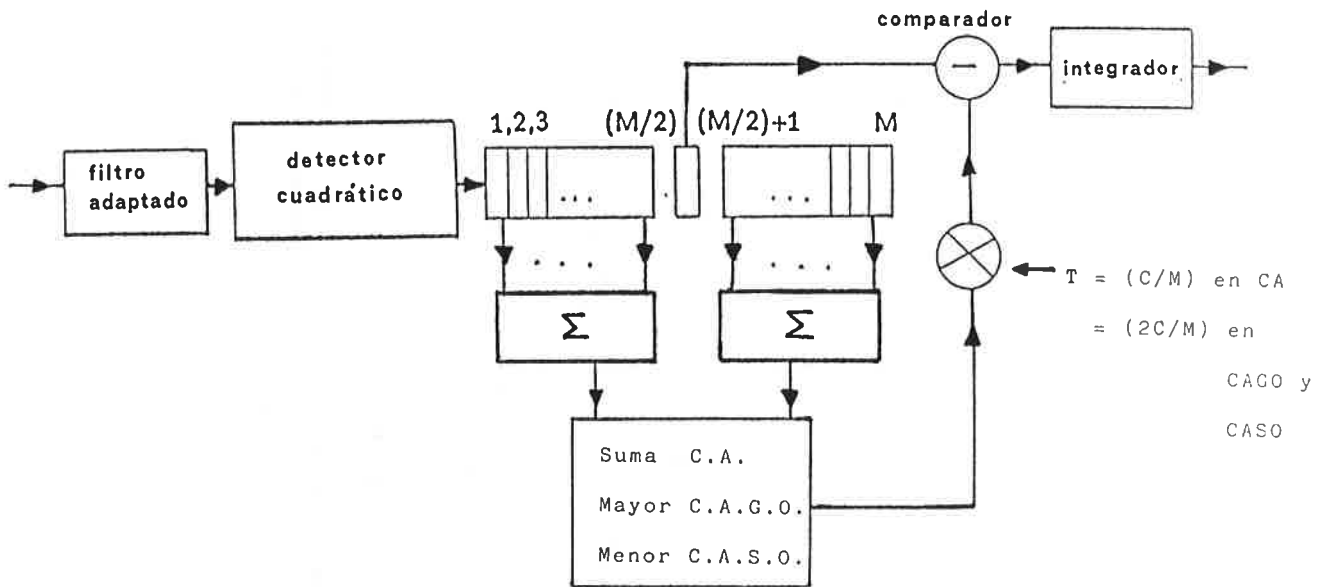 comparador
integrador
1,2,3 (M/2) (M/2)+1 M
filtro
adaptado
detector
cuadrático
...
...
. . .
. . .
Σ
Σ
T = (C/M) en CA
= (2C/M) en
CAGO y
CASO
Suma C.A.
Mayor C.A.G.O.
Menor C.A.S.O.